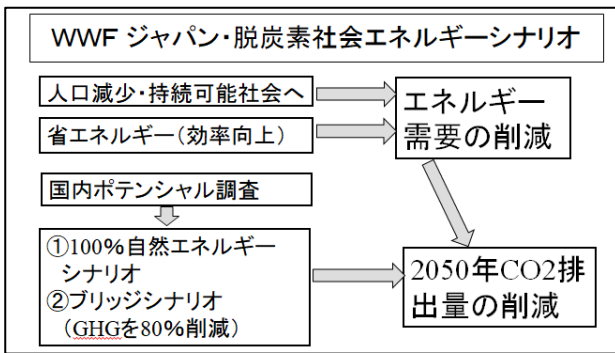 WWF ジャパン・脱炭素社会エネルギーシナリオ
人口減少・持続可能社会へ
省エネルギー(効率向上)
エネルギー
需要の削減
国内ポテンシャル調査
①100%自然エネルギー
シナリオ
②ブリッジシナリオ
(GHGを80%削減)
2050年CO2排
出量の削減